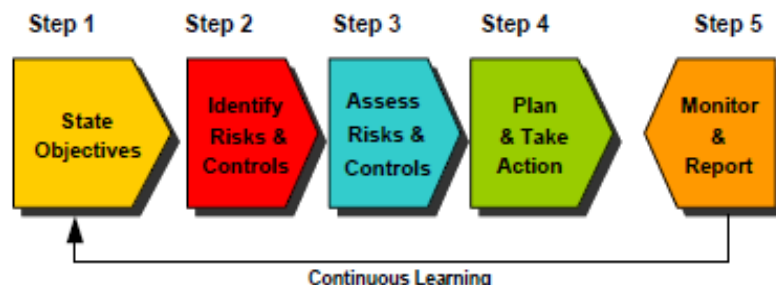 Step 1
Step 2
Step 3
Step 4
Step 5
State
Objectives
Identify
Risks &
Controls
Assess
Risks &
Controls
Plan
& Take
Action
Monitor
&
Report
Continuous Learning